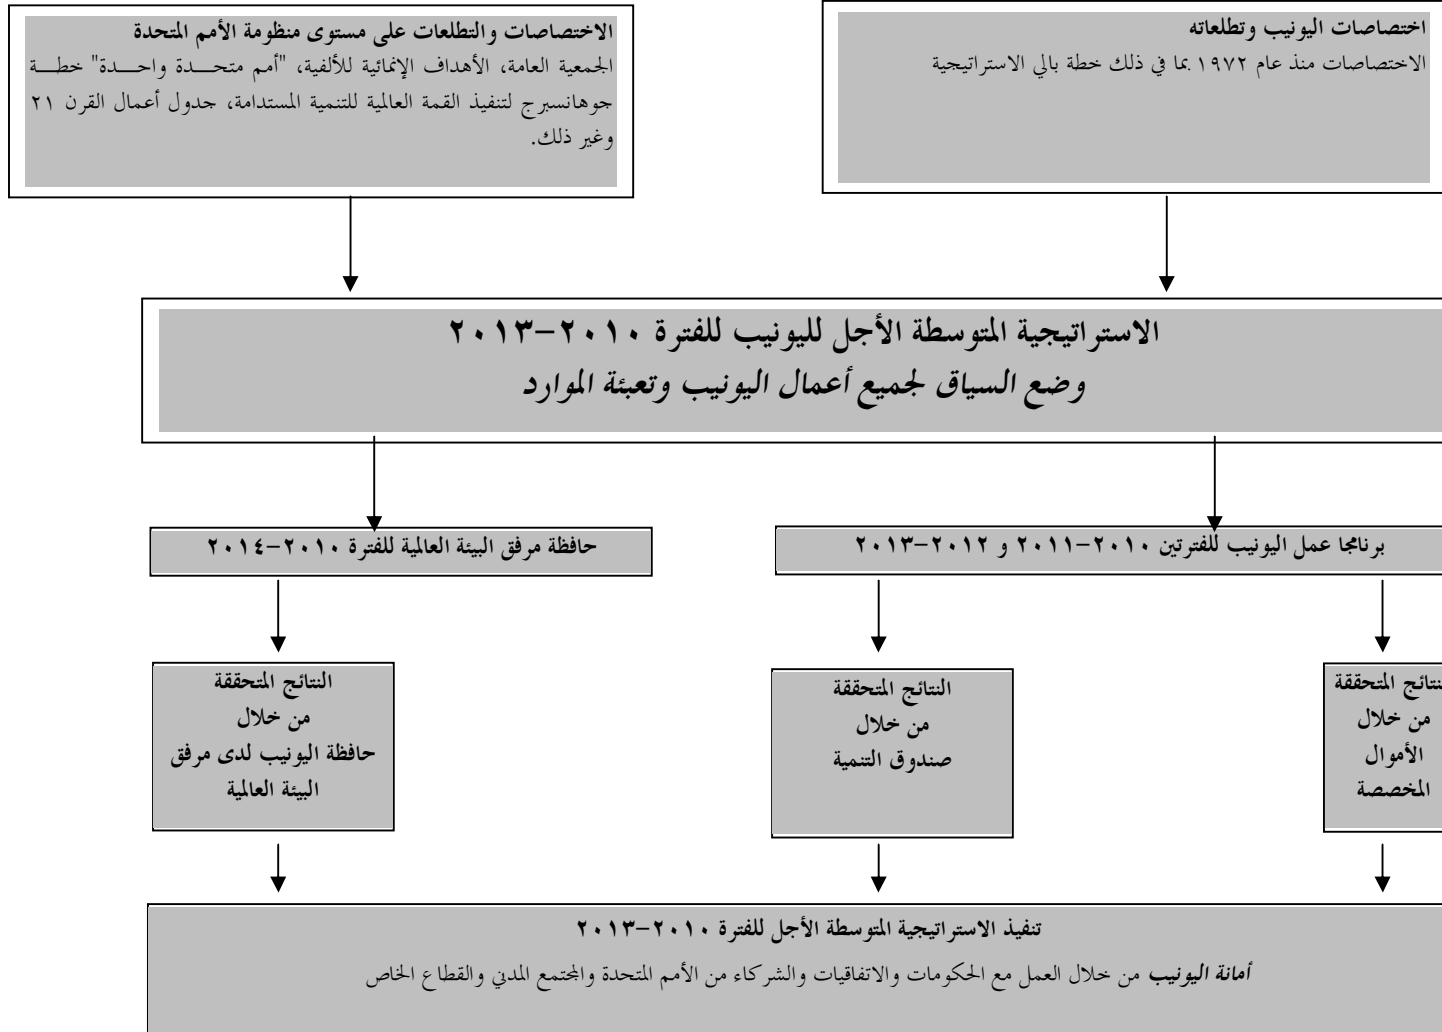 اختصاصات اليونيب وتطلعاته
الاختصاصات منذ عام ١٩٧٢ بما في ذلك خطة بالي الاستراتيجية
الاختصاصات والتطلعات على مستوى منظومة الأمم المتحدة
الجمعية العامة، الأهداف الإنمائية للألفية، "أمم متحدة واحدة" خطة
جوهانسبرج لتنفيذ القمة العالمية للتنمية المستدامة، جدول أعمال القرن ٢١
وغير ذلك.
الاستراتيجية المتوسطة الأجل لليونيب للفترة ٢٠١٠-٢٠١٣
وضع السياق لجميع أعمال اليونيب وتعبئة الموارد
برنامجا عمل اليونيب للفترتين ٢٠١٠-٢٠١١ و ٢٠١٢-٢٠١٣
حافظة مرفق البيئة العالمية للفترة ٢٠١٠-٢٠١٤
نتائج المتحققة
من خلال
الأموال
المخصصة
النتائج المتحققة
من خلال
صندوق التنمية
النتائج المتحققة
من خلال
حافظة اليونيب لدى مرفق
البيئة العالمية
تنفيذ الاستراتيجية المتوسطة الأجل للفترة ٢٠١٠-٢٠١٣
أمانة اليونيب من خلال العمل مع الحكومات والاتفاقيات والشركاء من الأمم المتحدة والمجتمع المدني والقطاع الخاص